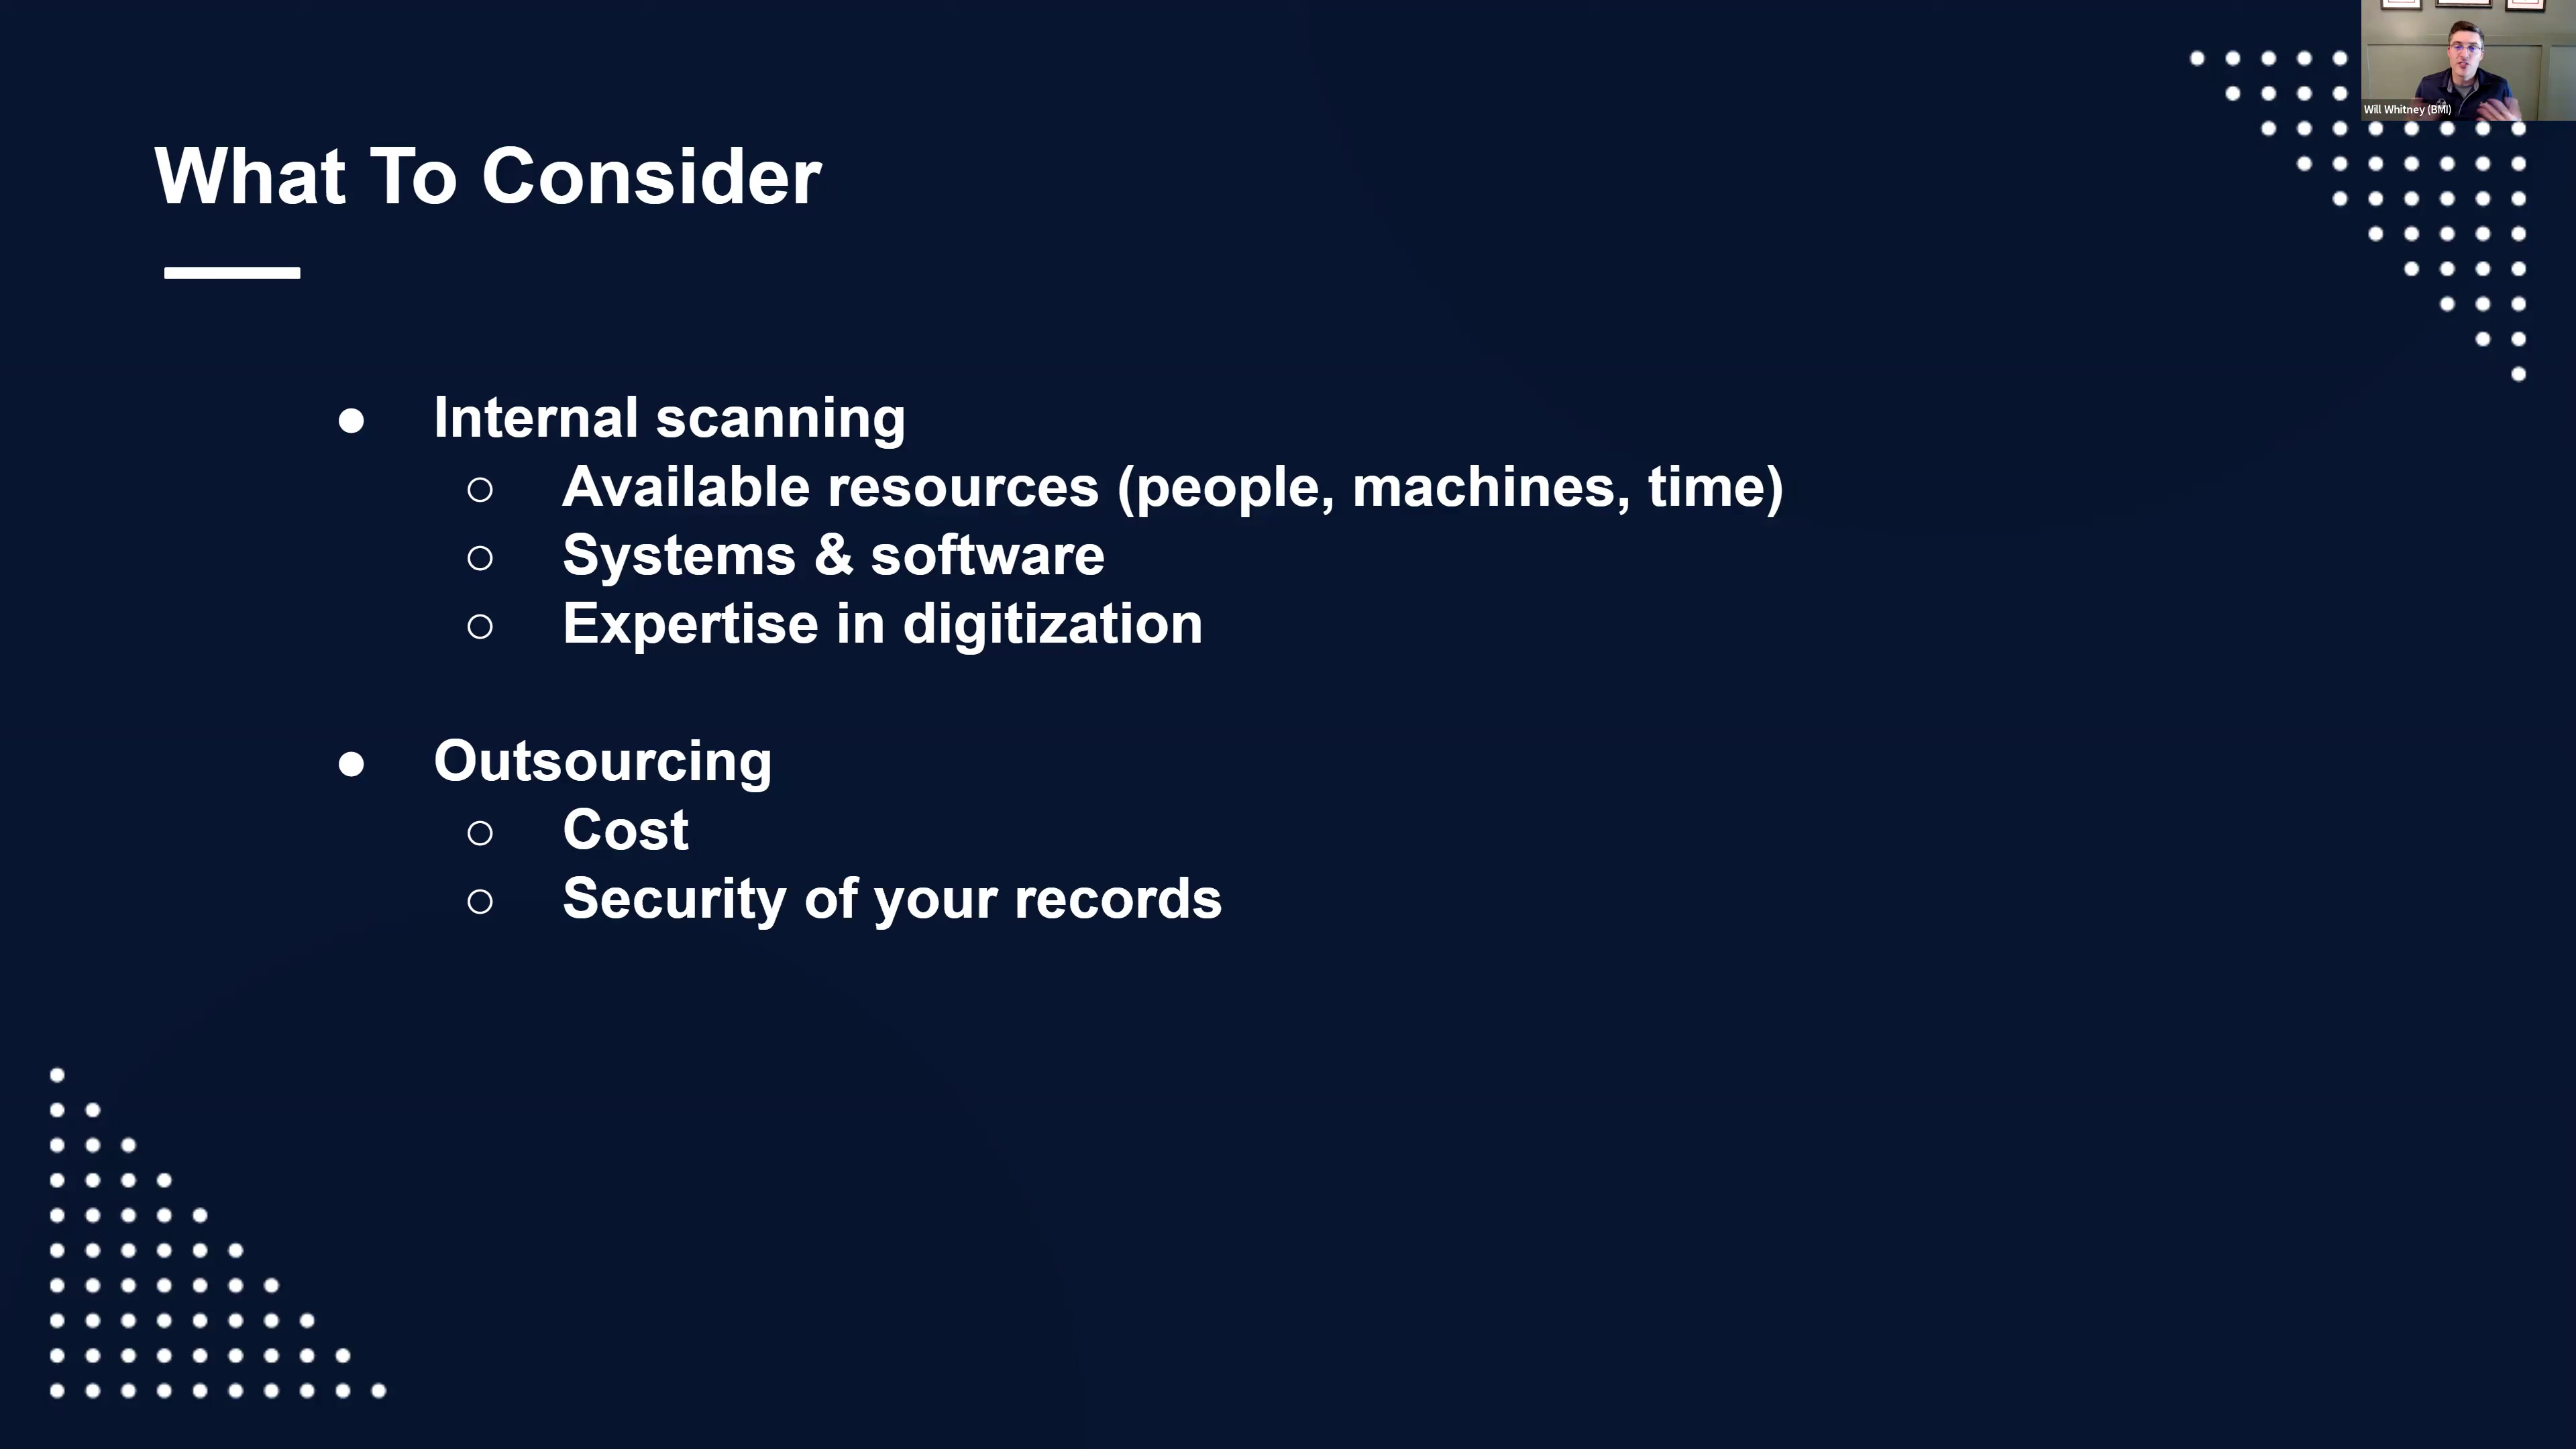 Will Whitney (BMI)
What To Consider
● Internal scanning
○ Available resources (people, machines, time)
○ Systems & software
○ Expertise in digitization
● Outsourcing
○ Cost
○ Security of your records